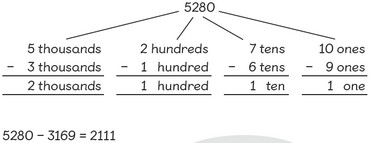 5280
5 thousands 2 hundreds 7 tens 10 ones
− 3 thousands − 1 hundred − 6 tens − 9 ones
2 thousands 1 hundred 1 ten 1 one
5280 − 3169 = 2111